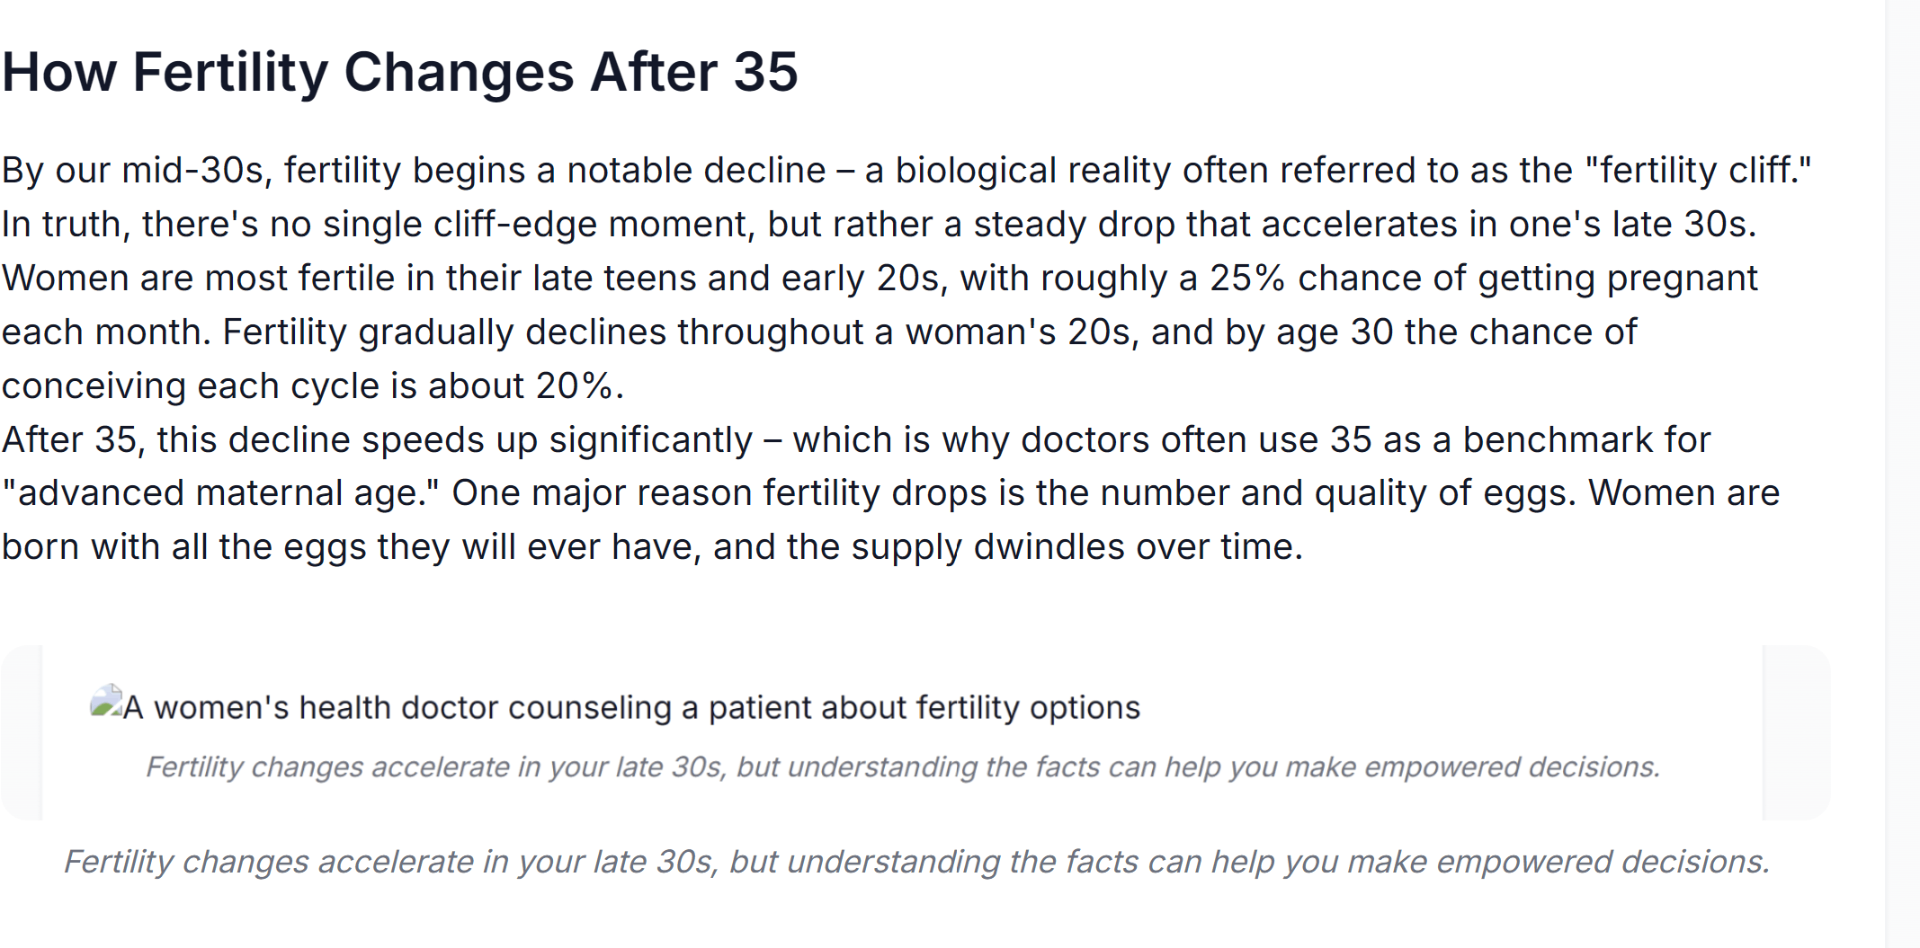 How Fertility Changes After 35
By our mid-30s, fertility begins a notable decline – a biological reality often referred to as the "fertility cliff."
In truth, there's no single cliff-edge moment, but rather a steady drop that accelerates in one's late 30s.
Women are most fertile in their late teens and early 20s, with roughly a 25% chance of getting pregnant
each month. Fertility gradually declines throughout a woman's 20s, and by age 30 the chance of
conceiving each cycle is about 20%.
After 35, this decline speeds up significantly – which is why doctors often use 35 as a benchmark for
"advanced maternal age." One major reason fertility drops is the number and quality of eggs. Women are
born with all the eggs they will ever have, and the supply dwindles over time.
A women's health doctor counseling a patient about fertility options
Fertility changes accelerate in your late 30s, but understanding the facts can help you make empowered decisions.
Fertility changes accelerate in your late 30s, but understanding the facts can help you make empowered decisions.